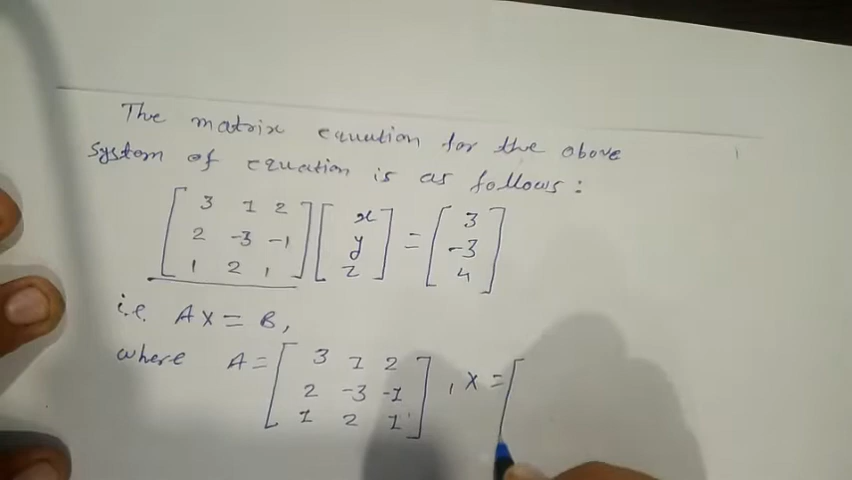 The matrix equation for the above
system of equation is as follows:
[ 3 1 2 ] [ x ] = [ 3 ]
[ 2 -3 -1 ] [ y ] [ -3 ]
[ 1 2 1 ] [ z ] [ 4 ]
i.e. AX = B,
where A = [ 3 1 2 ] , X = [
[ 2 -3 -1 ]
[ 1 2 1 ]